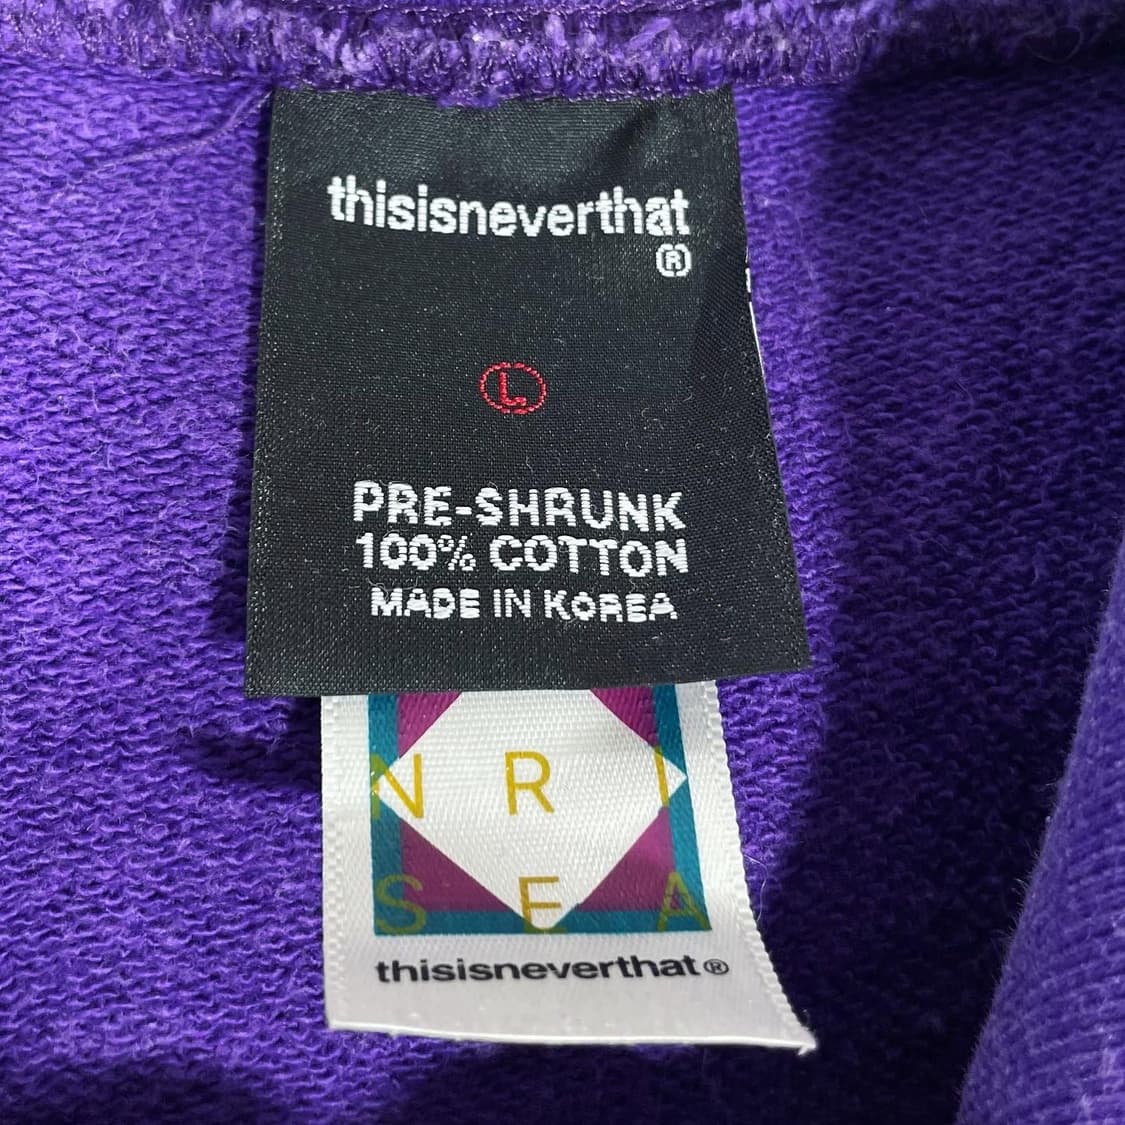 thisisneverthat
®
L
PRE-SHRUNK
100% COTTON
MADE IN KOREA
N R I
S E A
thisisneverthat®